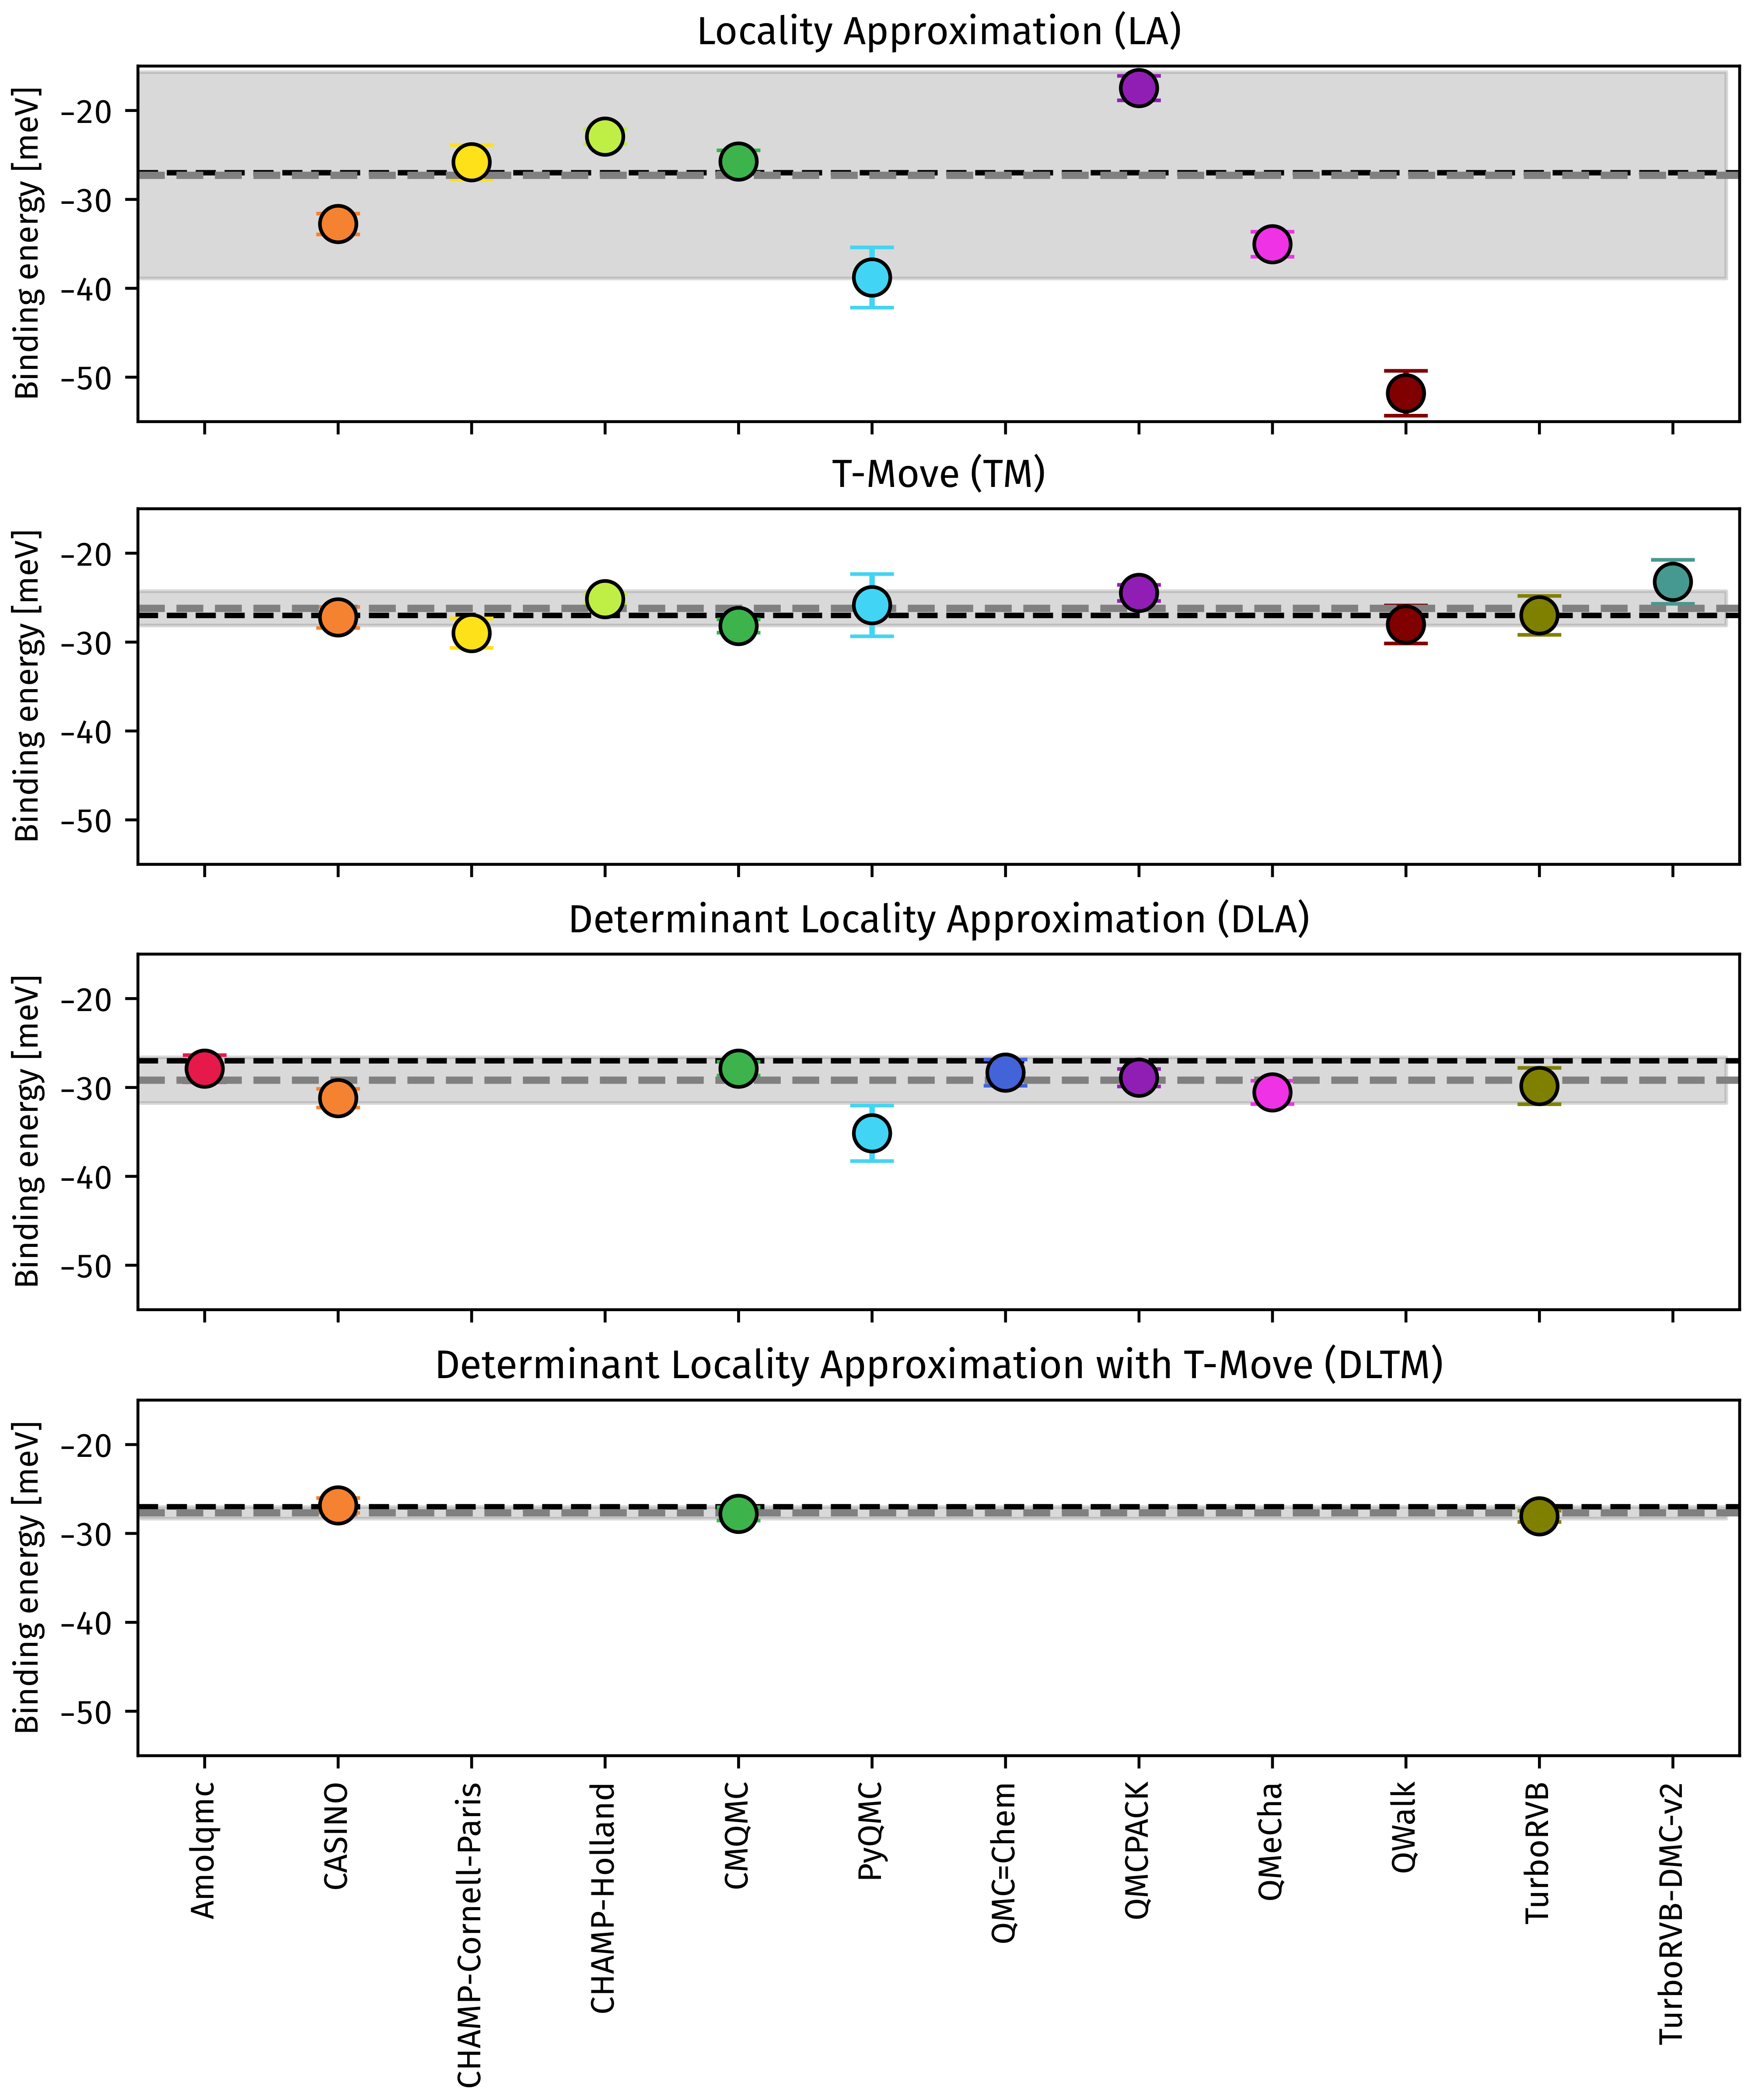 Locality Approximation (LA)
Binding energy [meV]
−20
−30
−40
−50
T-Move (TM)
Binding energy [meV]
−20
−30
−40
−50
Determinant Locality Approximation (DLA)
Binding energy [meV]
−20
−30
−40
−50
Determinant Locality Approximation with T-Move (DLTM)
Binding energy [meV]
−20
−30
−40
−50
Amolqmc
CASINO
CHAMP-Cornell-Paris
CHAMP-Holland
CMQMC
PyQMC
QMC=Chem
QMCPACK
QMeCha
QWalk
TurboRVB
TurboRVB-DMC-v2